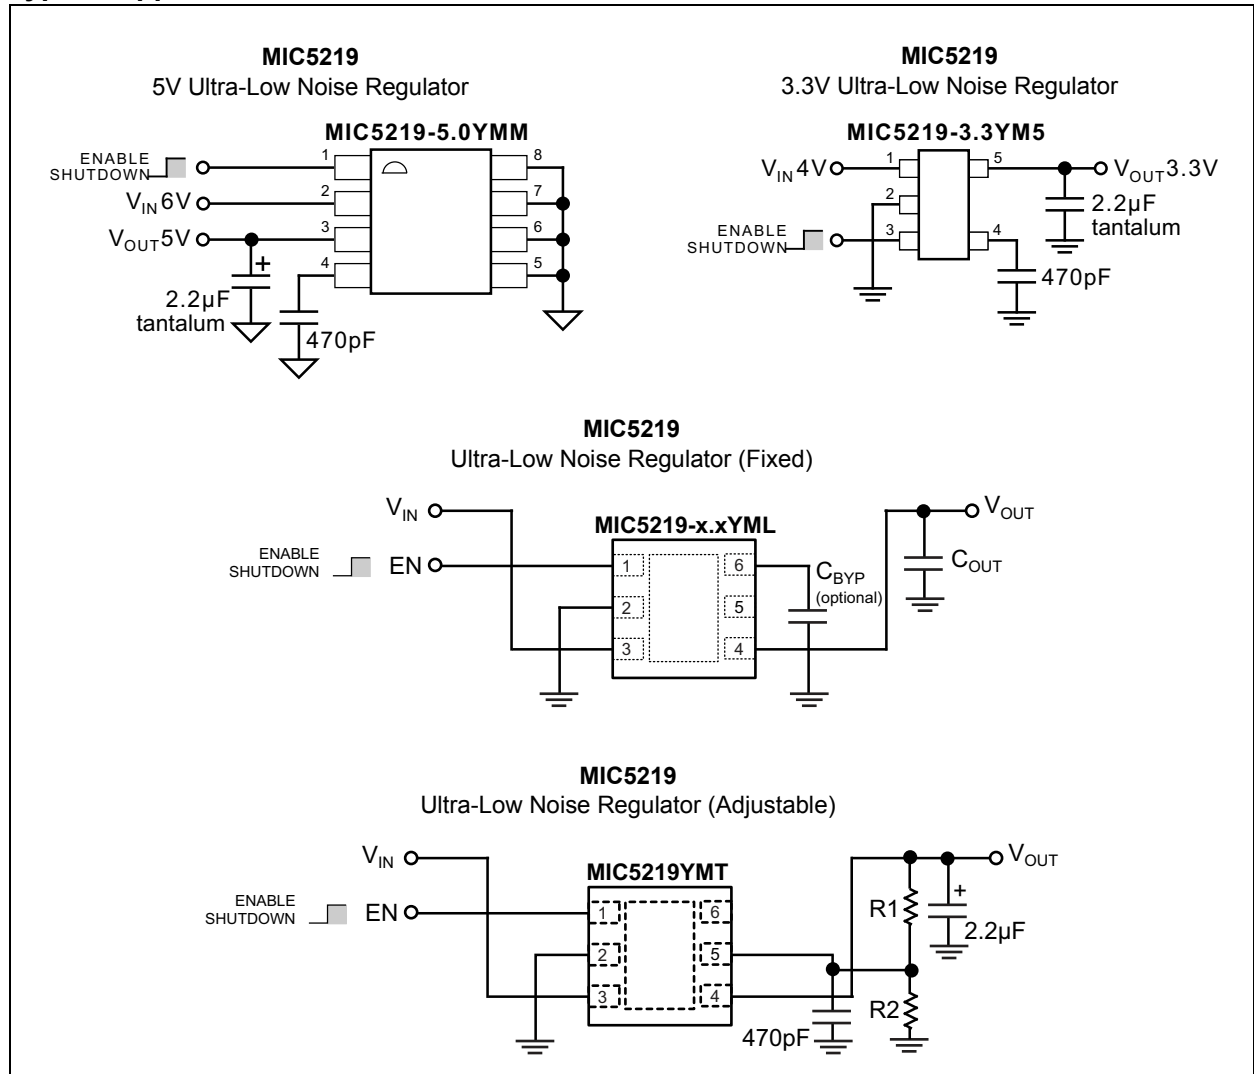 MIC5219
5V Ultra-Low Noise Regulator
MIC5219-5.0YMM
ENABLE
SHUTDOWN
1
8
VIN 6V
2
7
VOUT 5V
3
6
4
5
+
2.2µF
tantalum
470pF
MIC5219
3.3V Ultra-Low Noise Regulator
MIC5219-3.3YM5
VIN 4V
1
5
VOUT 3.3V
2
2.2µF
tantalum
ENABLE
SHUTDOWN
3
4
470pF
MIC5219
Ultra-Low Noise Regulator (Fixed)
VIN
VOUT
MIC5219-x.xYML
ENABLE
SHUTDOWN
EN
1
6
CBYP
(optional)
COUT
2
5
3
4
MIC5219
Ultra-Low Noise Regulator (Adjustable)
VIN
VOUT
MIC5219YMT
ENABLE
SHUTDOWN
EN
1
6
R1
+
2.2µF
2
5
3
4
R2
470pF